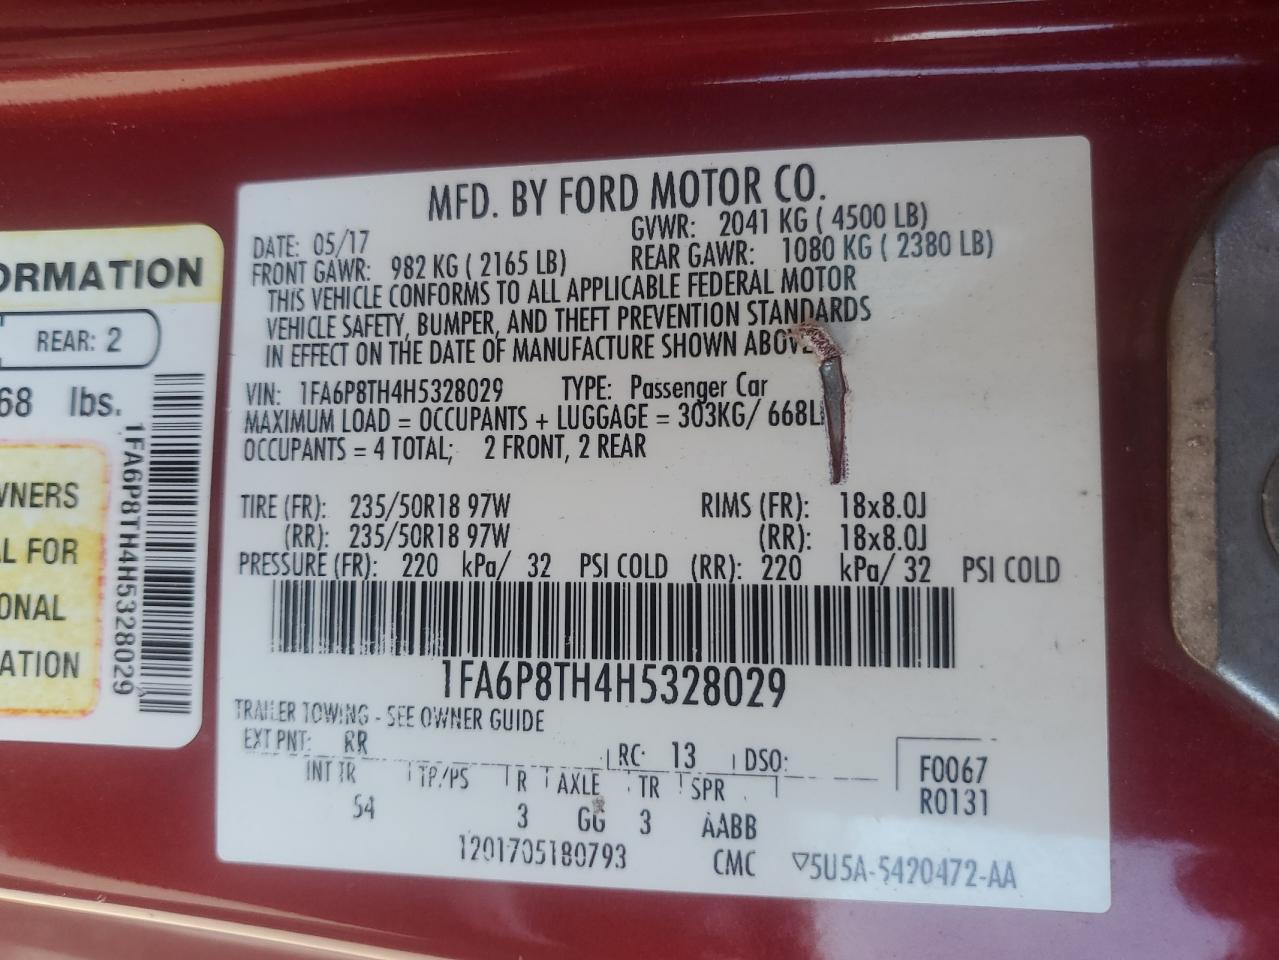 ORMATION
REAR: 2
68 lbs.
WNERS
L FOR
ONAL
ATION
1FA6P8TH4H5328029
MFD. BY FORD MOTOR CO.
DATE: 05/17 GVWR: 2041 KG ( 4500 LB)
FRONT GAWR: 982 KG ( 2165 LB) REAR GAWR: 1080 KG ( 2380 LB)
THIS VEHICLE CONFORMS TO ALL APPLICABLE FEDERAL MOTOR
VEHICLE SAFETY, BUMPER, AND THEFT PREVENTION STANDARDS
IN EFFECT ON THE DATE OF MANUFACTURE SHOWN ABOVE
VIN: 1FA6P8TH4H5328029 TYPE: Passenger Car
MAXIMUM LOAD = OCCUPANTS + LUGGAGE = 303KG/ 668L
OCCUPANTS = 4 TOTAL; 2 FRONT, 2 REAR
TIRE (FR): 235/50R18 97W RIMS (FR): 18x8.0J
(RR): 235/50R18 97W (RR): 18x8.0J
PRESSURE (FR): 220 kPa/ 32 PSI COLD (RR): 220 kPa/ 32 PSI COLD
1FA6P8TH4H5328029
TRAILER TOWING - SEE OWNER GUIDE
EXT PNT: RR RC: 13 DSO:
INT TR TP/PS R AXLE TR SPR
54 3 GG 3 AABB
F0067
R0131
1201705180793 CMC ▽5U5A-5420472-AA